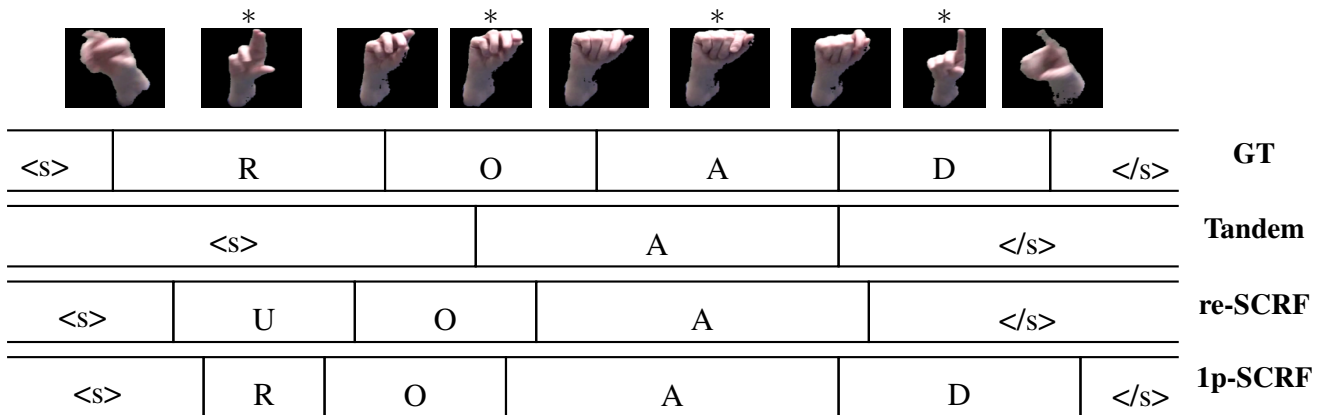 * * * *
<s> R O A D </s> GT
<s> A </s> Tandem
<s> U O A </s> re-SCRF
<s> R O A D </s> 1p-SCRF